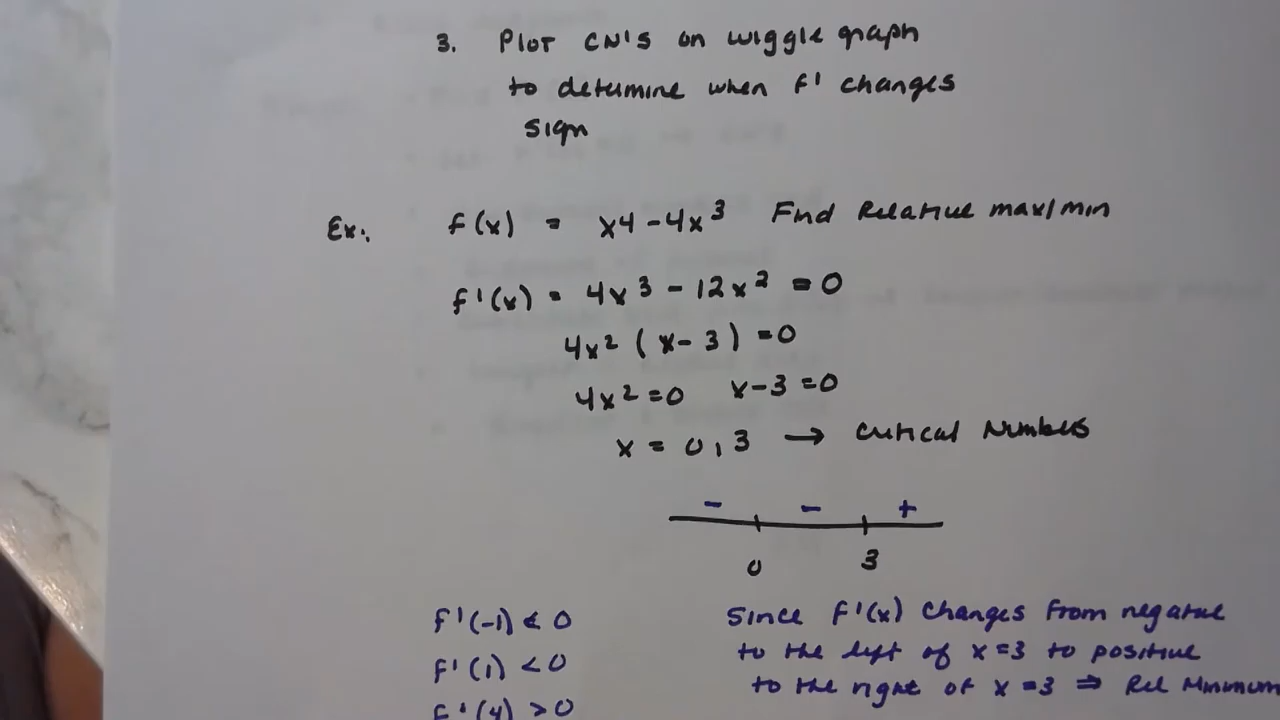 3. Plot CN's on wiggle graph
to determine when f' changes
sign
Ex: f(x) = x4 - 4x³ Find Relative max/min
f'(x) = 4x³ - 12x² = 0
4x² (x - 3) = 0
4x² = 0 x - 3 = 0
x = 0, 3 → Critical Numbers
- - +
0 3
f'(-1) < 0
f'(1) < 0
f'(4) > 0
Since f'(x) changes from negative
to the left of x = 3 to positive
to the right of x = 3 ⇒ Rel Minimum